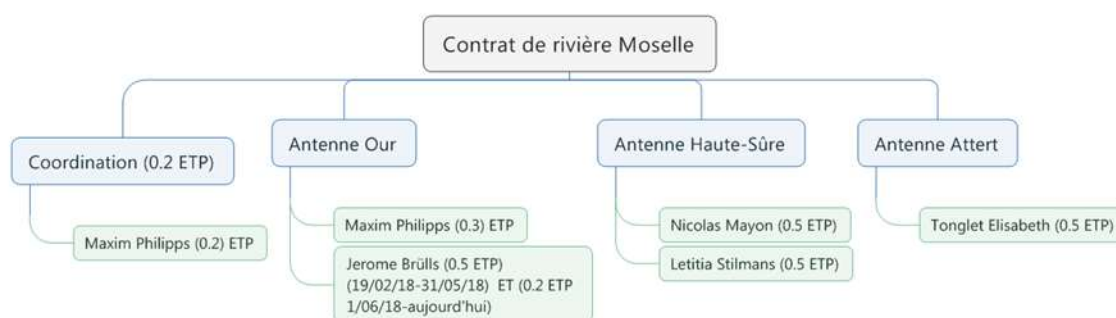 Contrat de rivière Moselle
Coordination (0.2 ETP)
Antenne Our
Antenne Haute-Sûre
Antenne Attert
Maxim Philipps (0.2) ETP
Maxim Philipps (0.3) ETP
Jerome Brülls (0.5 ETP)
(19/02/18-31/05/18) ET (0.2 ETP
1/06/18-aujourd'hui)
Nicolas Mayon (0.5 ETP)
Letitia Stilmans (0.5 ETP)
Tonglet Elisabeth (0.5 ETP)